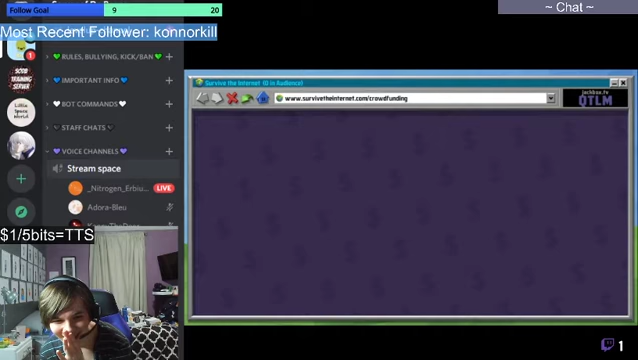 Follow Goal 9 20
~ Chat ~
Most Recent Follower: konnorkill
RULES, BULLYING, KICK/BAN
IMPORTANT INFO
BOT COMMANDS
STAFF CHATS
VOICE CHANNELS
Stream space
_Nitrogen_Erbiu... LIVE
Adora-Bleu
$1/5bits=TTS
Survive the Internet (0 in Audience)
www.survivetheinternet.com/crowdfunding
jackbox.tv
QTLM
1